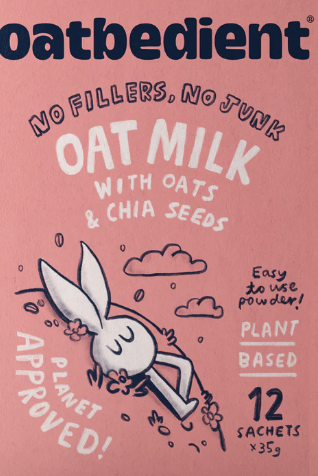 oatbedient®
NO FILLERS, NO JUNK
OAT MILK
WITH OATS
& CHIA SEEDS
Easy
to use
powder!
PLANT
BASED
12
SACHETS
x35g
PLANET
APPROVED!